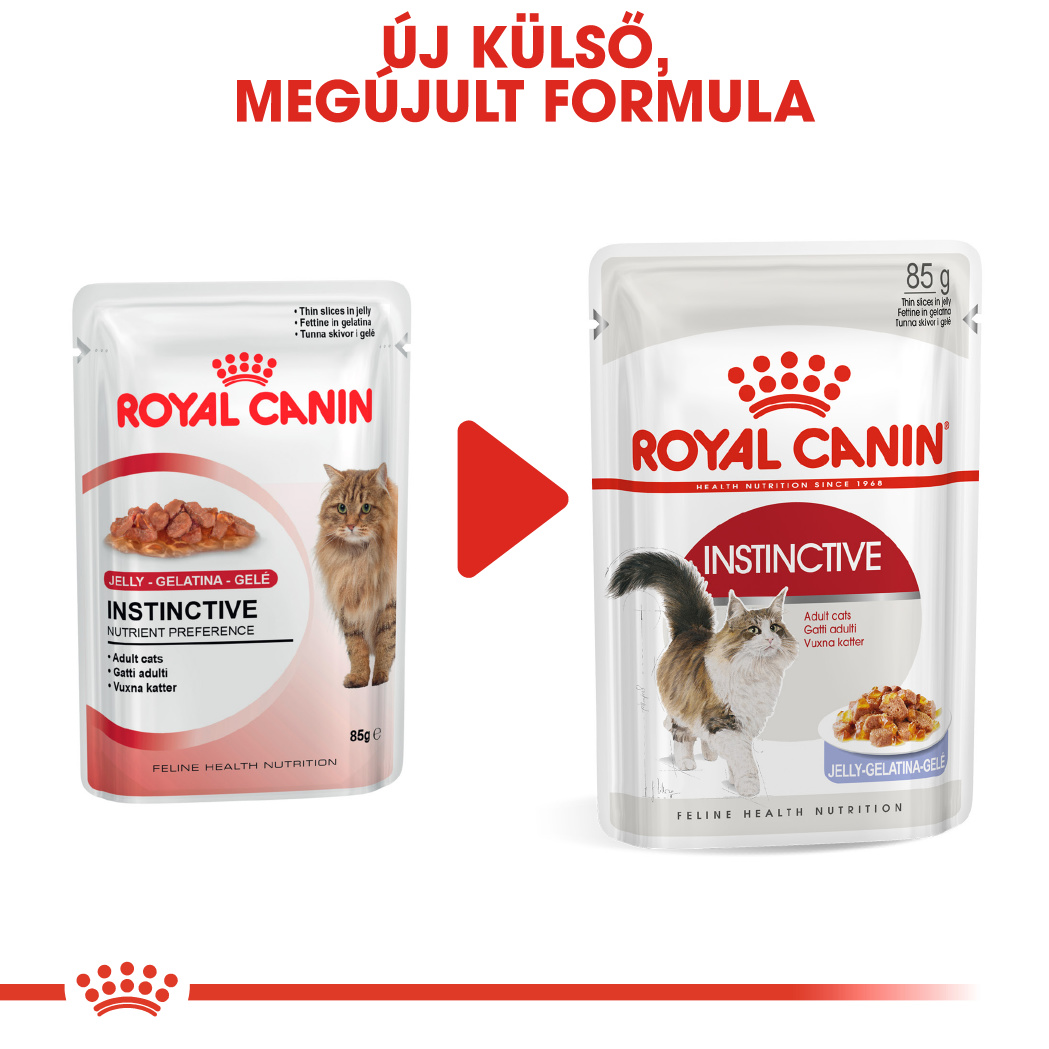 ÚJ KÜLSŐ,
MEGÚJULT FORMULA
• Thin slices in jelly
• Fettine in gelatina
• Tunna skivor i gelé
ROYAL CANIN
JELLY - GELATINA - GELÉ
INSTINCTIVE
NUTRIENT PREFERENCE
• Adult cats
• Gatti adulti
• Vuxna katter
85g e
FELINE HEALTH NUTRITION
85 g
Thin slices in jelly
Fettine in gelatina
Tunna skivor i gelé
ROYAL CANIN®
HEALTH NUTRITION SINCE 1968
INSTINCTIVE
Adult cats
Gatti adulti
Vuxna katter
JELLY-GELATINA-GELÉ
FELINE HEALTH NUTRITION